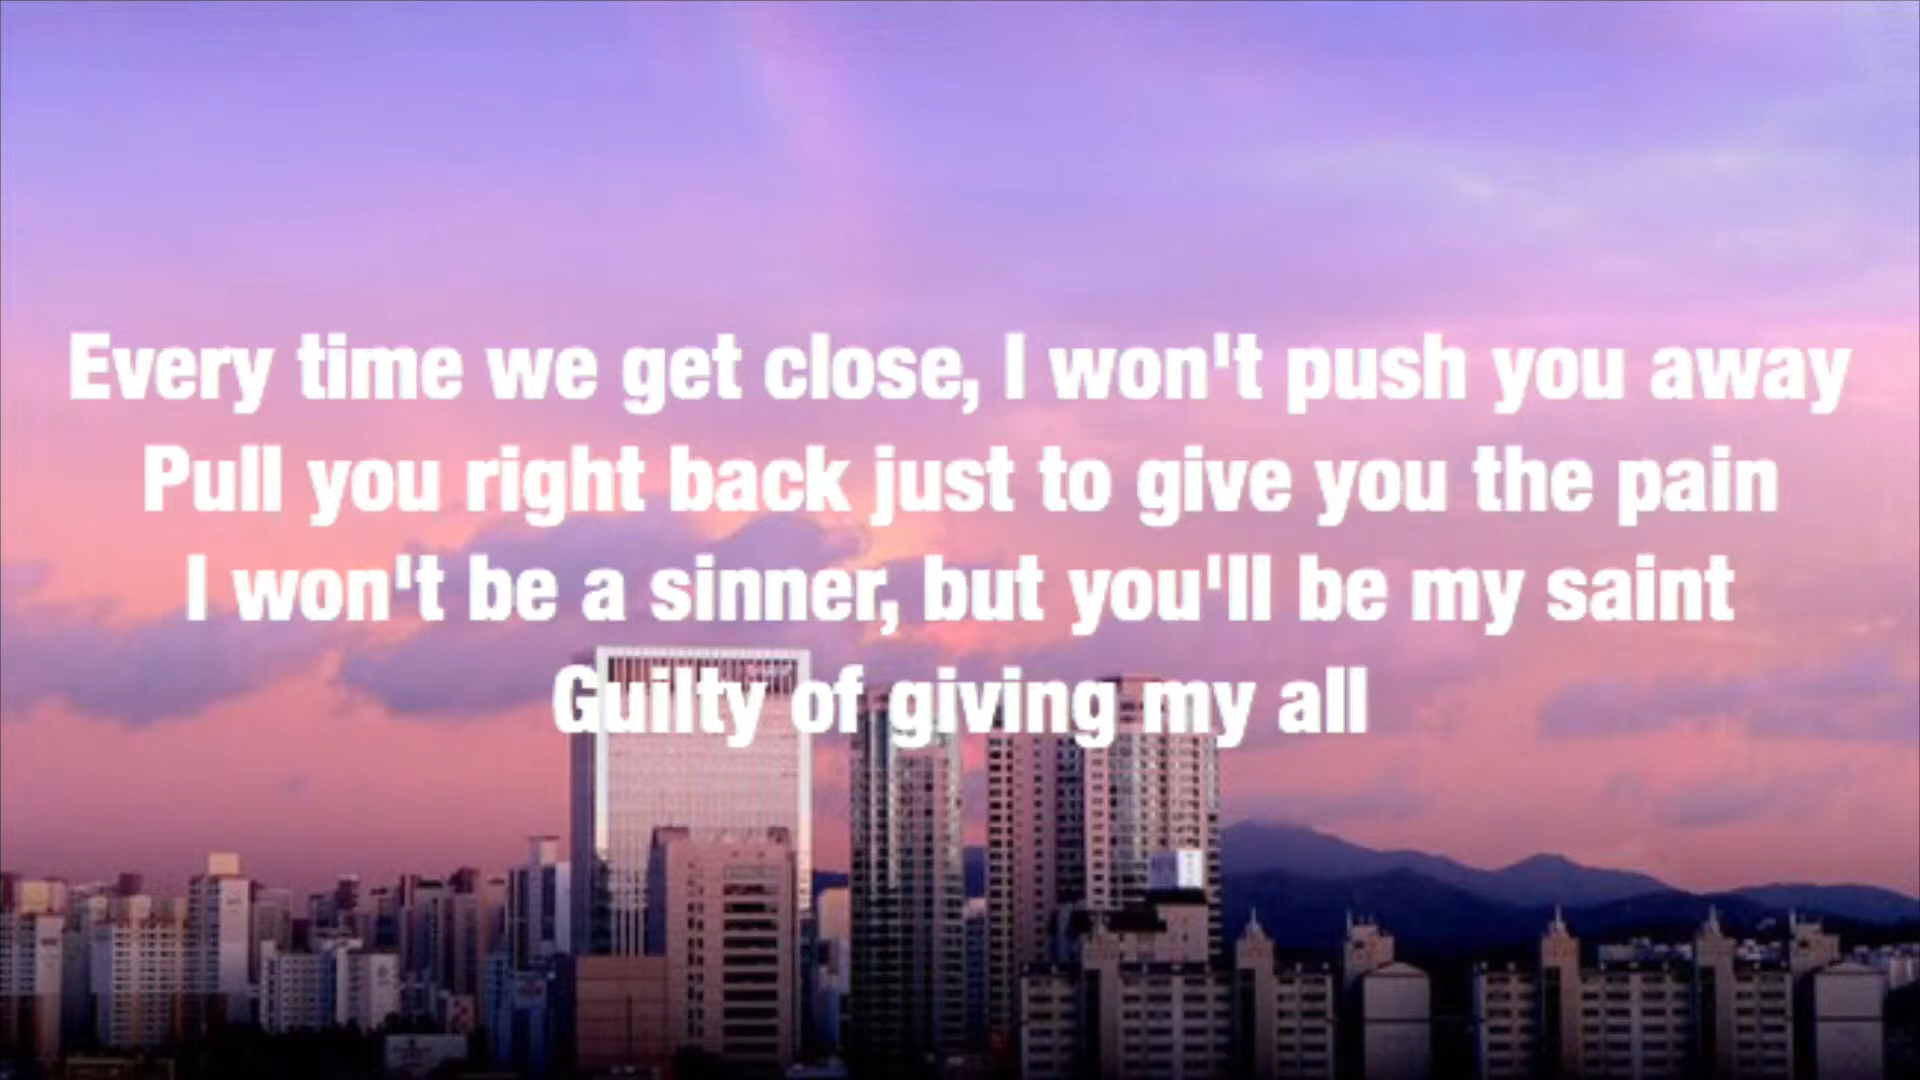 Every time we get close, I won't push you away
Pull you right back just to give you the pain
I won't be a sinner, but you'll be my saint
Guilty of giving my all